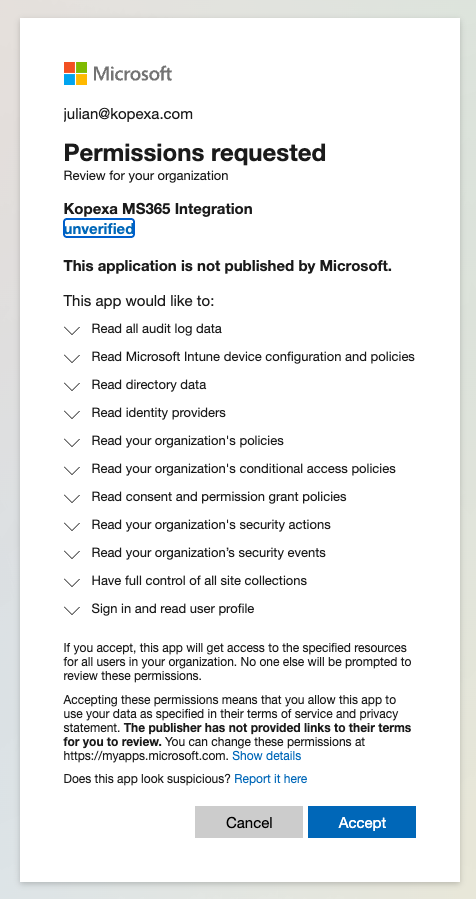 Microsoft
julian@kopexa.com
Permissions requested
Review for your organization
Kopexa MS365 Integration
unverified
This application is not published by Microsoft.
This app would like to:
Read all audit log data
Read Microsoft Intune device configuration and policies
Read directory data
Read identity providers
Read your organization's policies
Read your organization's conditional access policies
Read consent and permission grant policies
Read your organization's security actions
Read your organization’s security events
Have full control of all site collections
Sign in and read user profile
If you accept, this app will get access to the specified resources
for all users in your organization. No one else will be prompted to
review these permissions.
Accepting these permissions means that you allow this app to
use your data as specified in their terms of service and privacy
statement. The publisher has not provided links to their terms
for you to review. You can change these permissions at
https://myapps.microsoft.com. Show details
Does this app look suspicious? Report it here
Cancel Accept